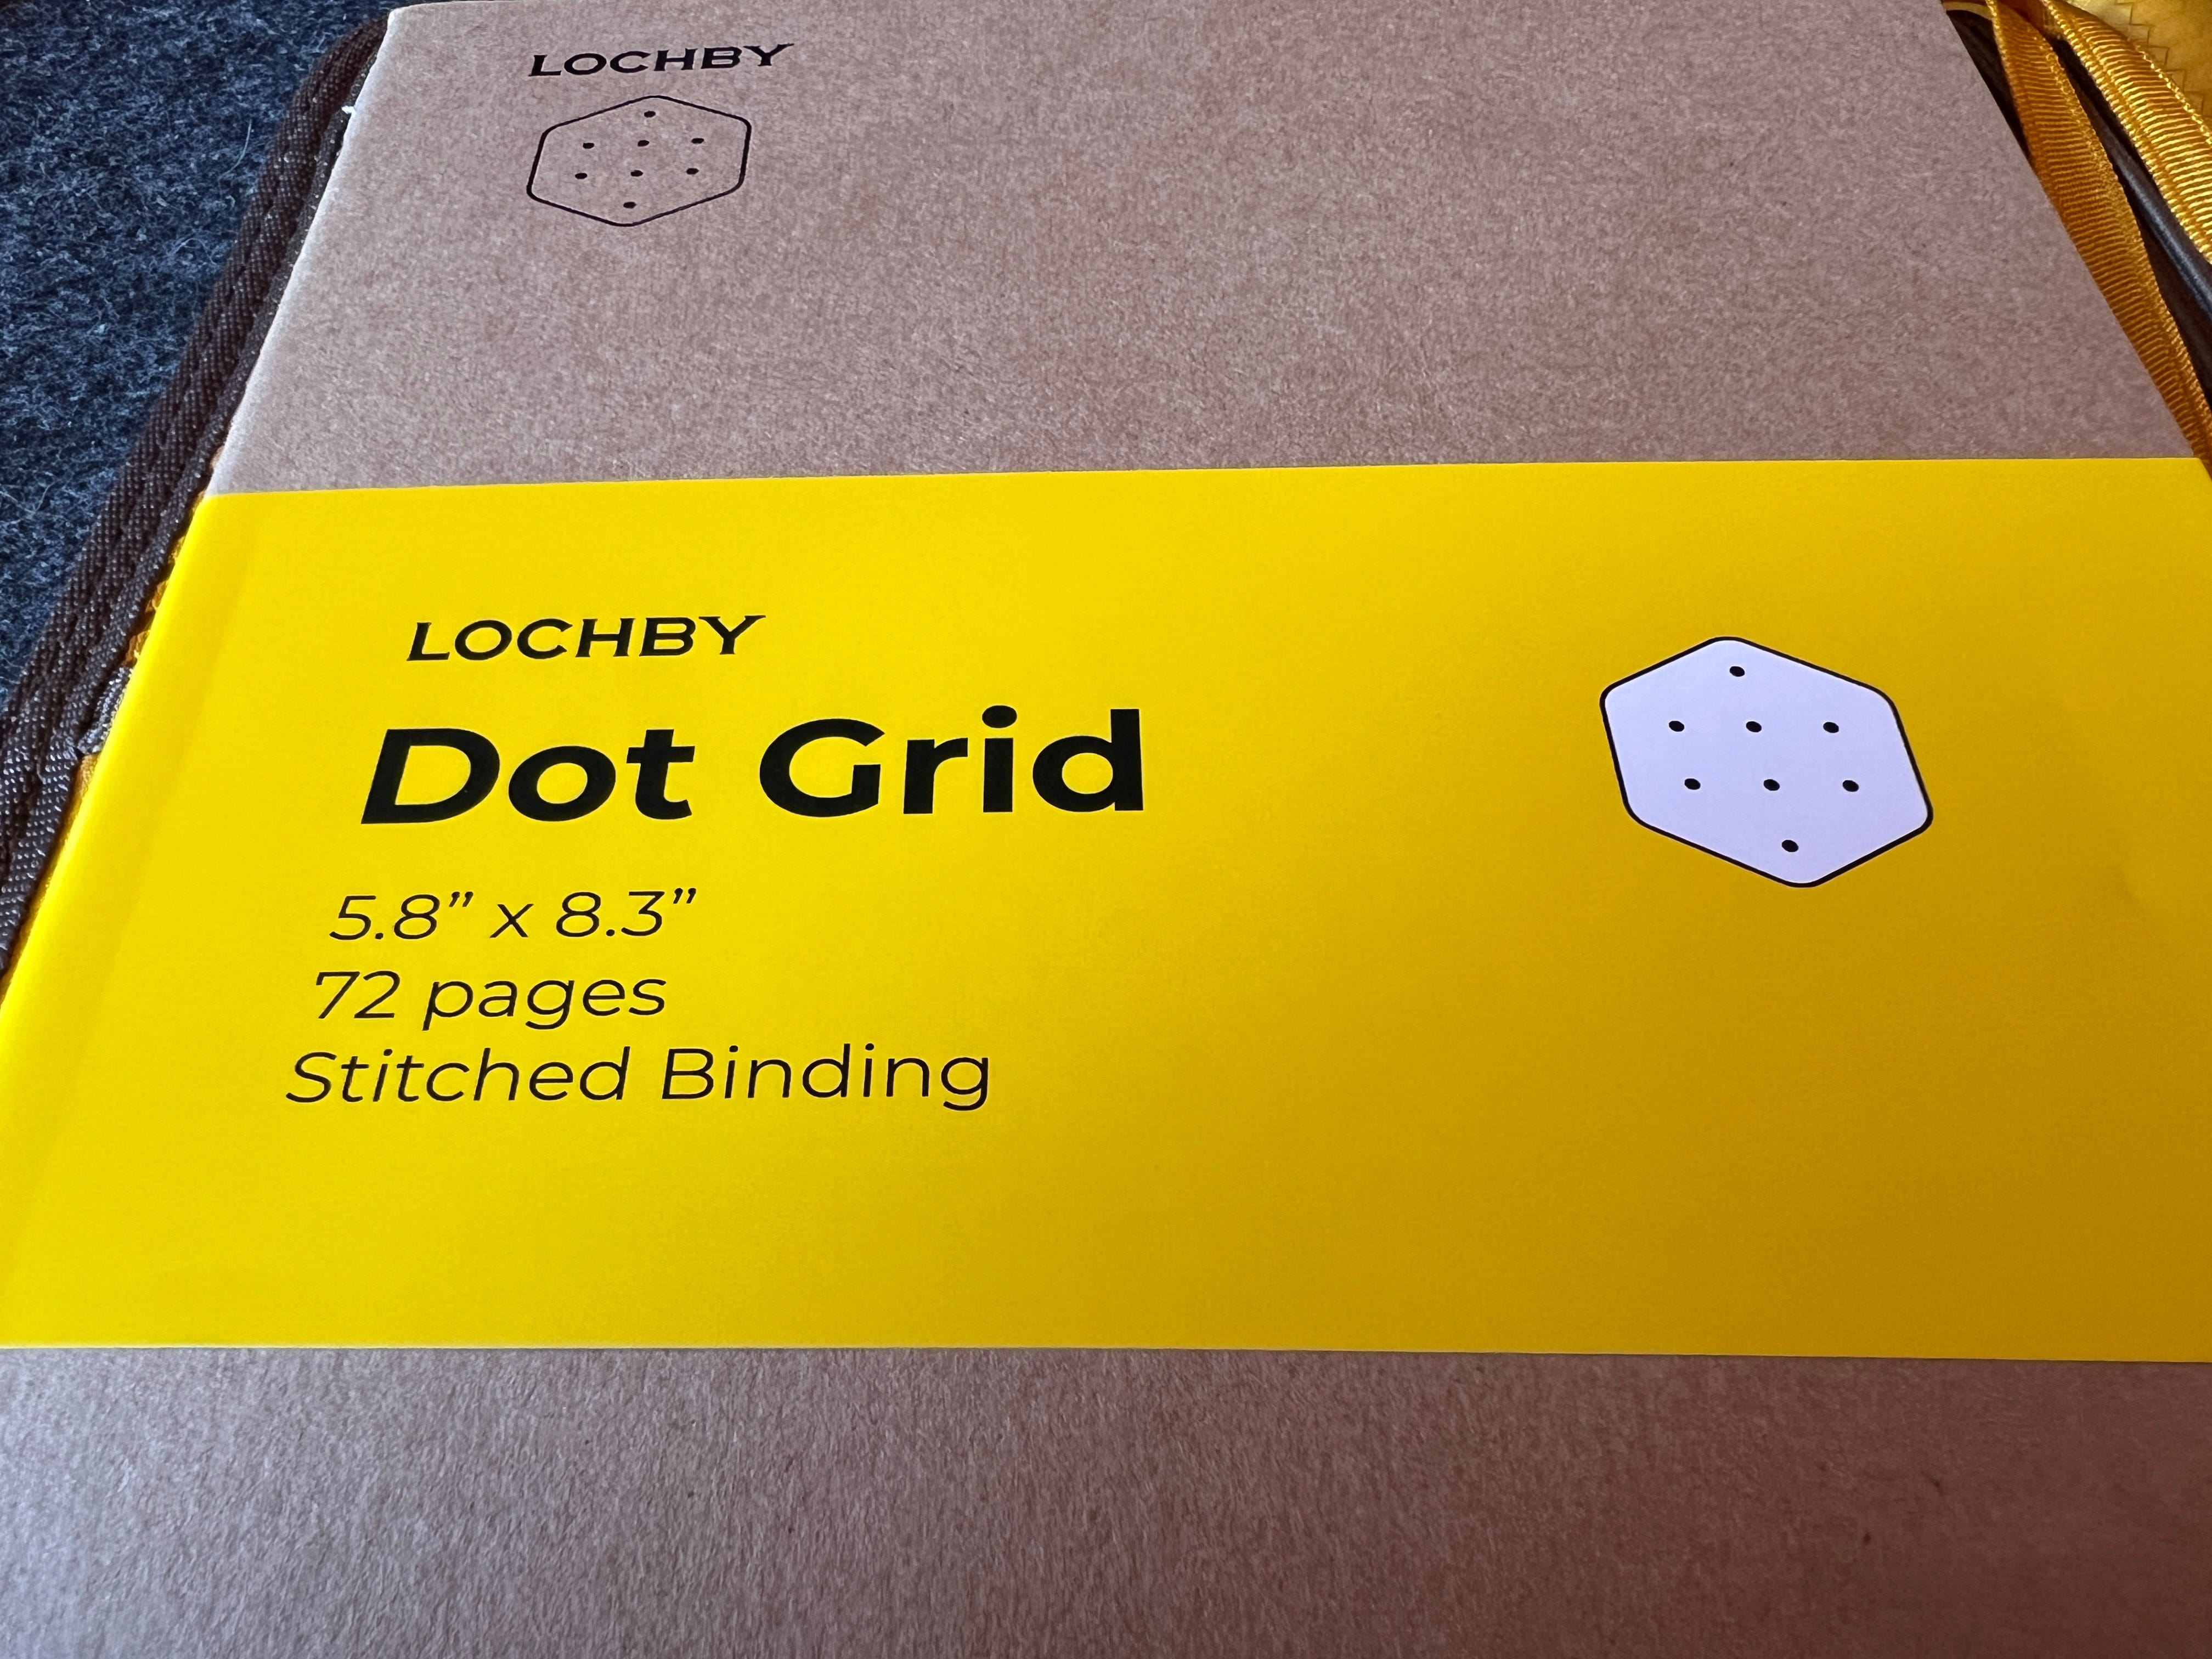 LOCHBY
LOCHBY
Dot Grid
5.8” x 8.3”
72 pages
Stitched Binding